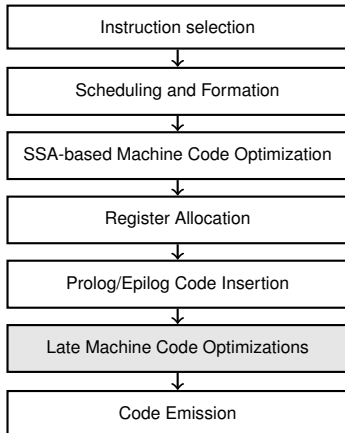 Instruction selection
Scheduling and Formation
SSA-based Machine Code Optimization
Register Allocation
Prolog/Epilog Code Insertion
Late Machine Code Optimizations
Code Emission